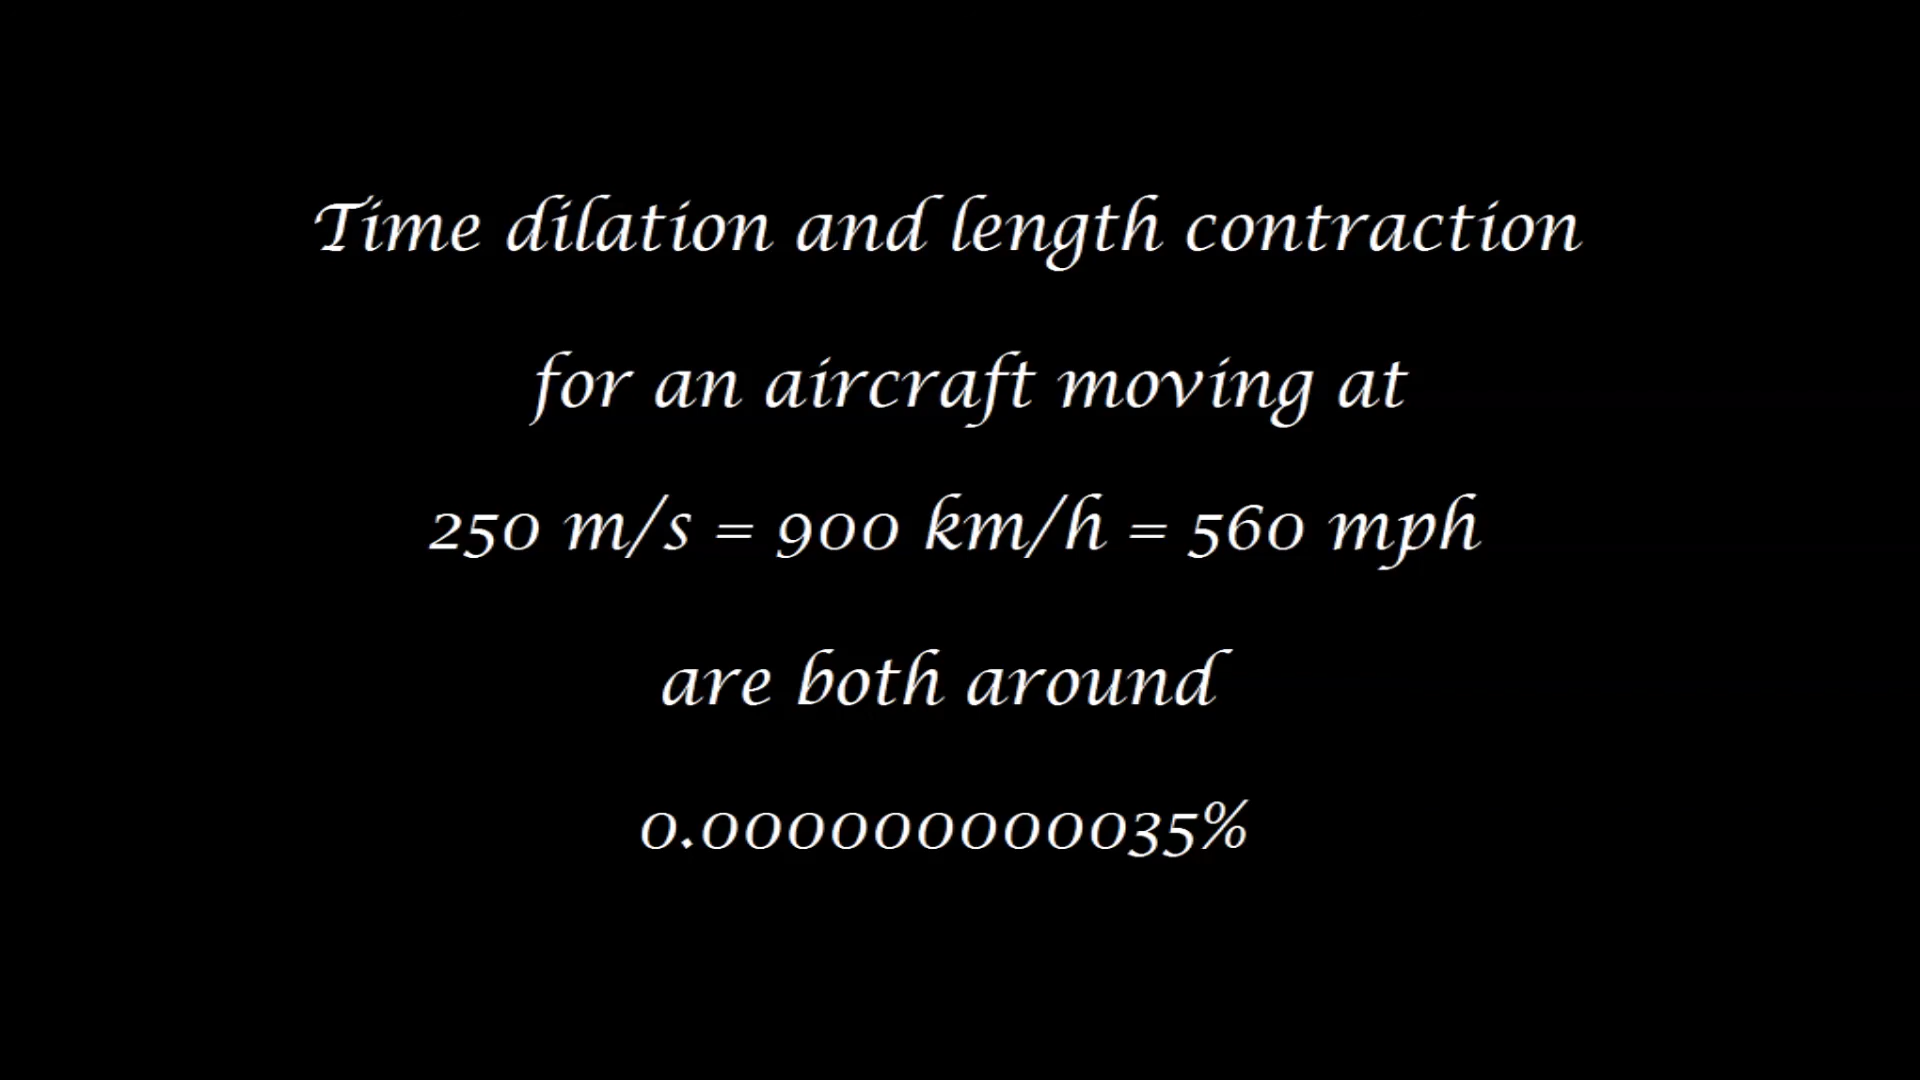 Time dilation and length contraction
for an aircraft moving at
250 m/s = 900 km/h = 560 mph
are both around
0.000000000035%